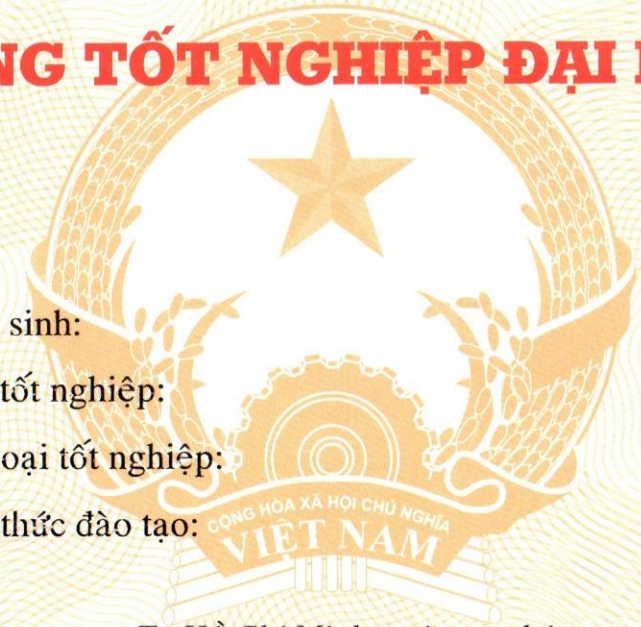 NG TỐT NGHIỆP ĐẠI
sinh:
tốt nghiệp:
oại tốt nghiệp:
thức đào tạo:
CỘNG HÒA XÃ HỘI CHỦ NGHĨA
VIỆT NAM